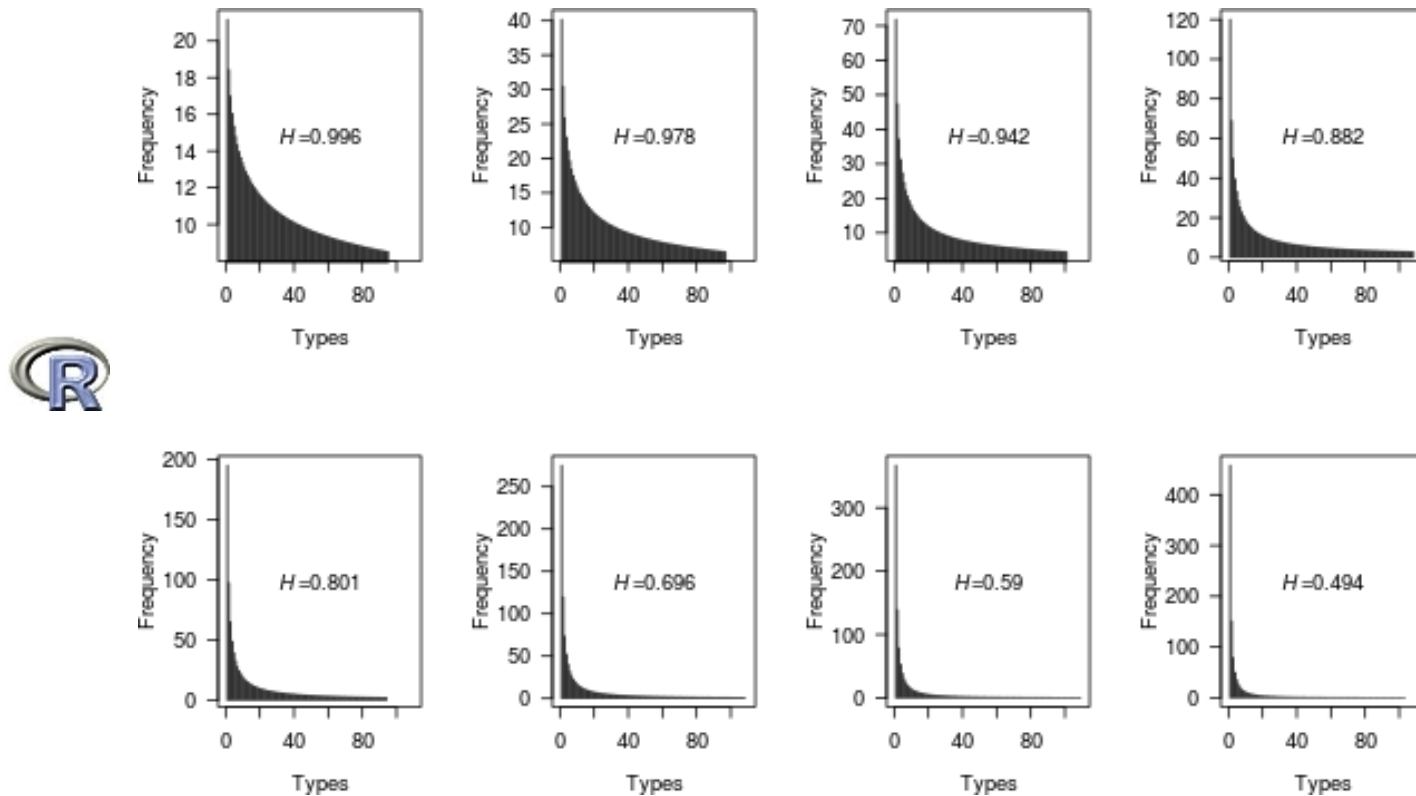 20
18
16
14
12
10
Frequency
H=0.996
0 40 80
Types
40
35
30
25
20
15
10
Frequency
H=0.978
0 40 80
Types
70
60
50
40
30
20
10
Frequency
H=0.942
0 40 80
Types
120
100
80
60
40
20
0
Frequency
H=0.882
0 40 80
Types
R
200
150
100
50
0
Frequency
H=0.801
0 40 80
Types
250
200
150
100
50
0
Frequency
H=0.696
0 40 80
Types
300
200
100
0
Frequency
H=0.59
0 40 80
Types
400
300
200
100
0
Frequency
H=0.494
0 40 80
Types